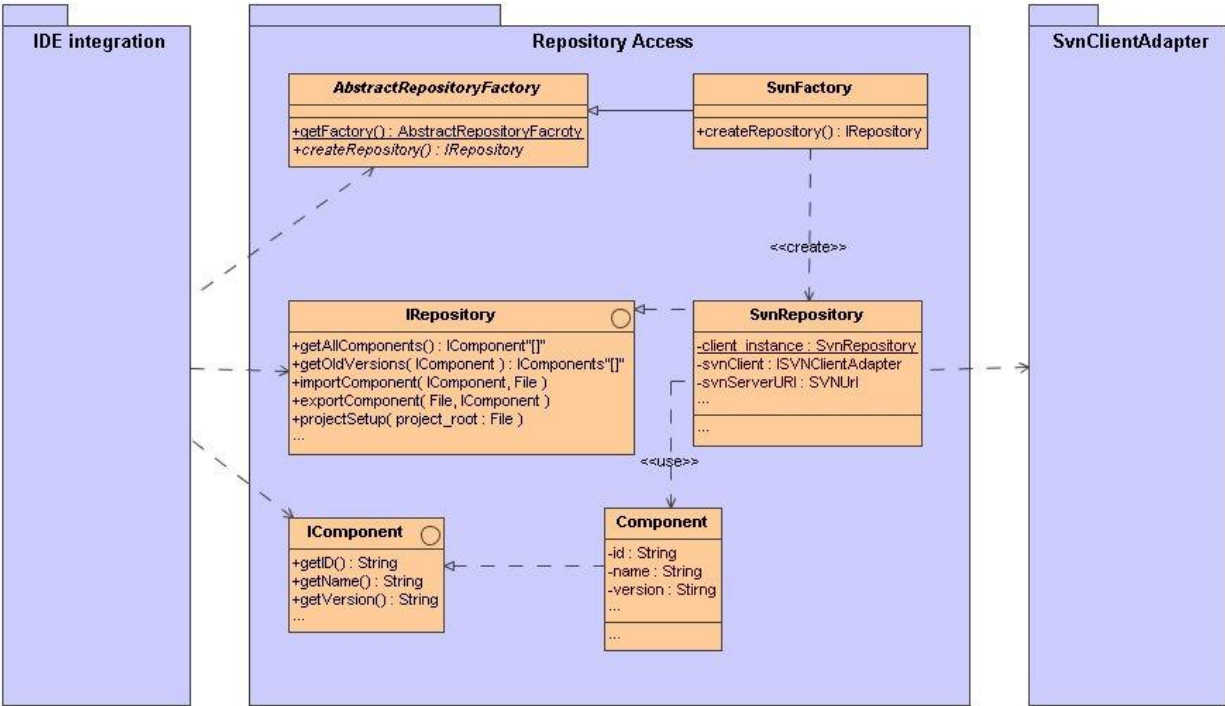 IDE integration
Repository Access
SvnClientAdapter
AbstractRepositoryFactory
+getFactory() : AbstractRepositoryFacroty
+createRepository() : IRepository
SvnFactory
+createRepository() : IRepository
<<create>>
IRepository
+getAllComponents() : IComponent"[]"
+getOldVersions( IComponent ) : IComponents"[]"
+importComponent( IComponent, File )
+exportComponent( File, IComponent )
+projectSetup( project_root : File )
...
SvnRepository
-client_instance : SvnRepository
-svnClient : ISVNClientAdapter
-svnServerURI : SVNUrl
...
...
<<use>>
IComponent
+getID() : String
+getName() : String
+getVersion() : String
...
Component
-id : String
-name : String
-version : Stirng
...
...